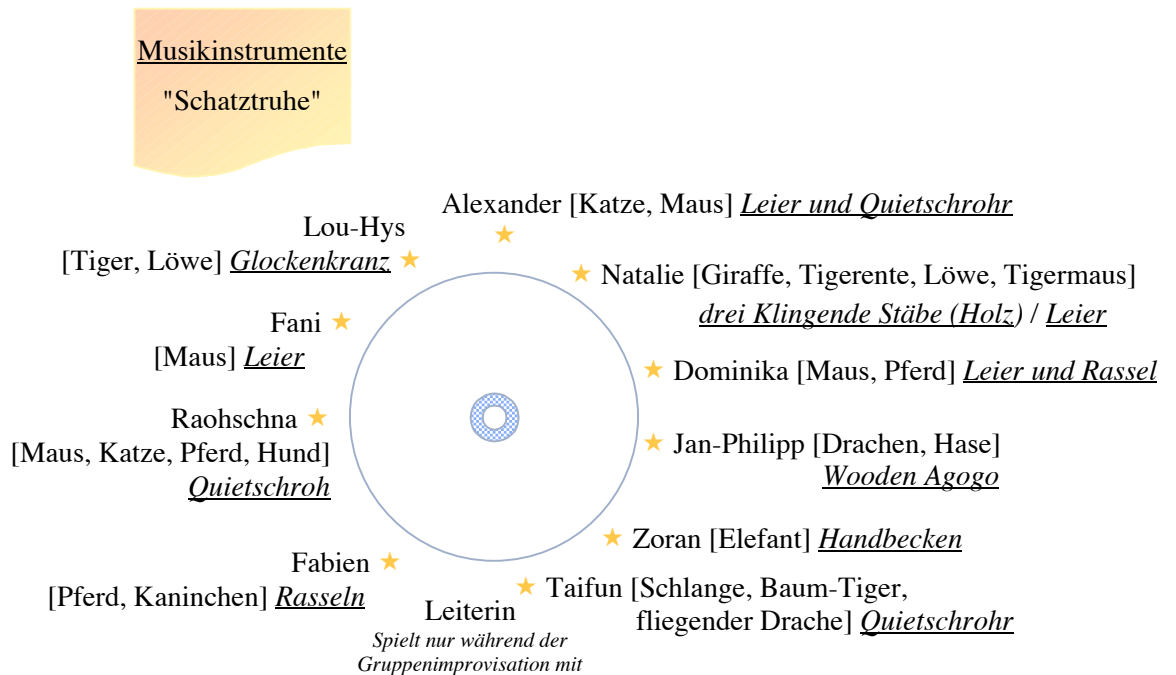 Musikinstrumente
"Schatztruhe"
Alexander [Katze, Maus] Leier und Quietschrohr
Lou-Hys
[Tiger, Löwe] Glockenkranz
Natalie [Giraffe, Tigerente, Löwe, Tigermaus]
drei Klingende Stäbe (Holz) / Leier
Fani
[Maus] Leier
Dominika [Maus, Pferd] Leier und Rassel
Raohschna
[Maus, Katze, Pferd, Hund]
Quietschroh
Jan-Philipp [Drachen, Hase]
Wooden Agogo
Zoran [Elefant] Handbecken
Fabien
[Pferd, Kaninchen] Rasseln
Taifun [Schlange, Baum-Tiger,
fliegender Drache] Quietschrohr
Leiterin
Spielt nur während der
Gruppenimprovisation mit